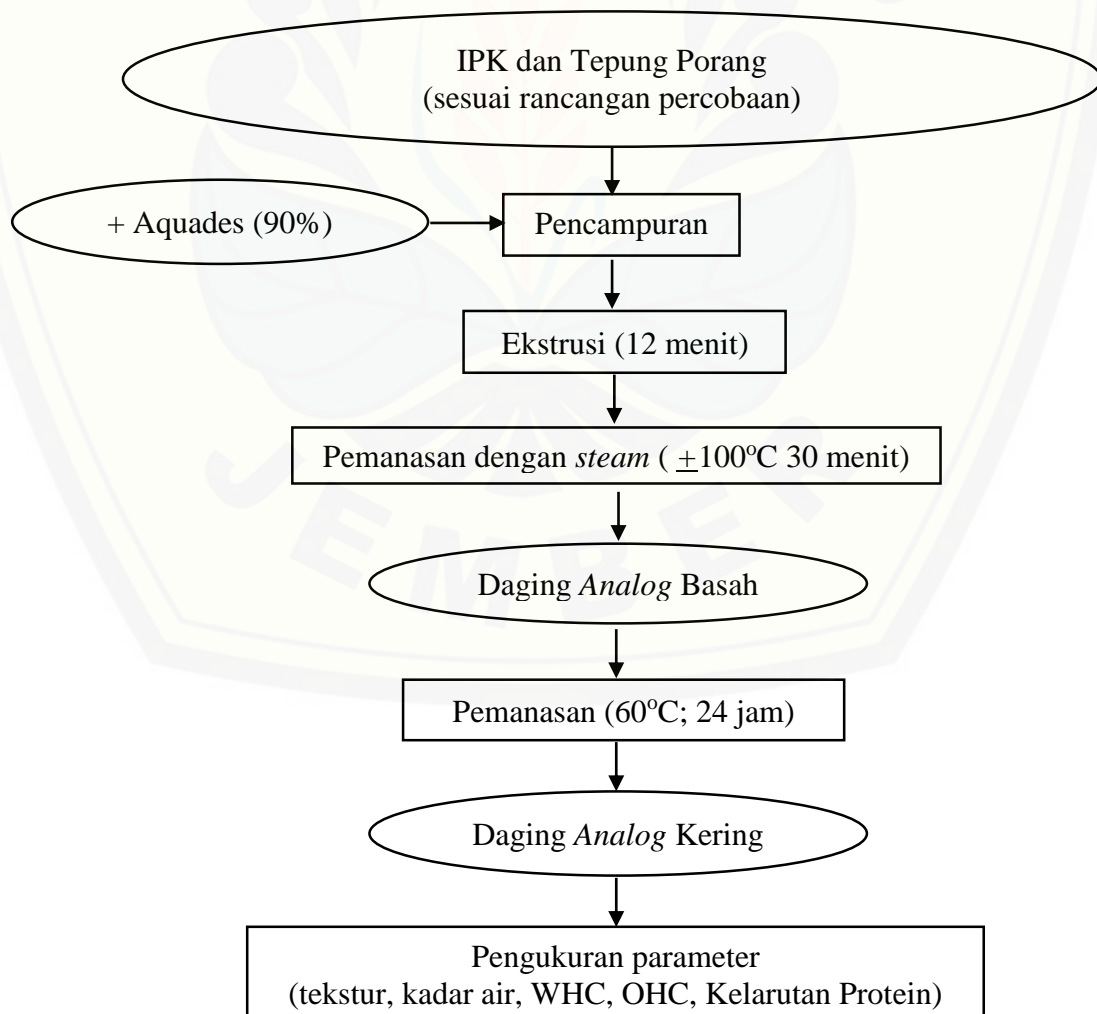 IPK dan Tepung Porang
(sesuai rancangan percobaan)
+ Aquades (90%)
Pencampuran
Ekstrusi (12 menit)
Pemanasan dengan steam ( ±100°C 30 menit)
Daging Analog Basah
Pemanasan (60°C; 24 jam)
Daging Analog Kering
Pengukuran parameter
(tekstur, kadar air, WHC, OHC, Kelarutan Protein)
JEMBER